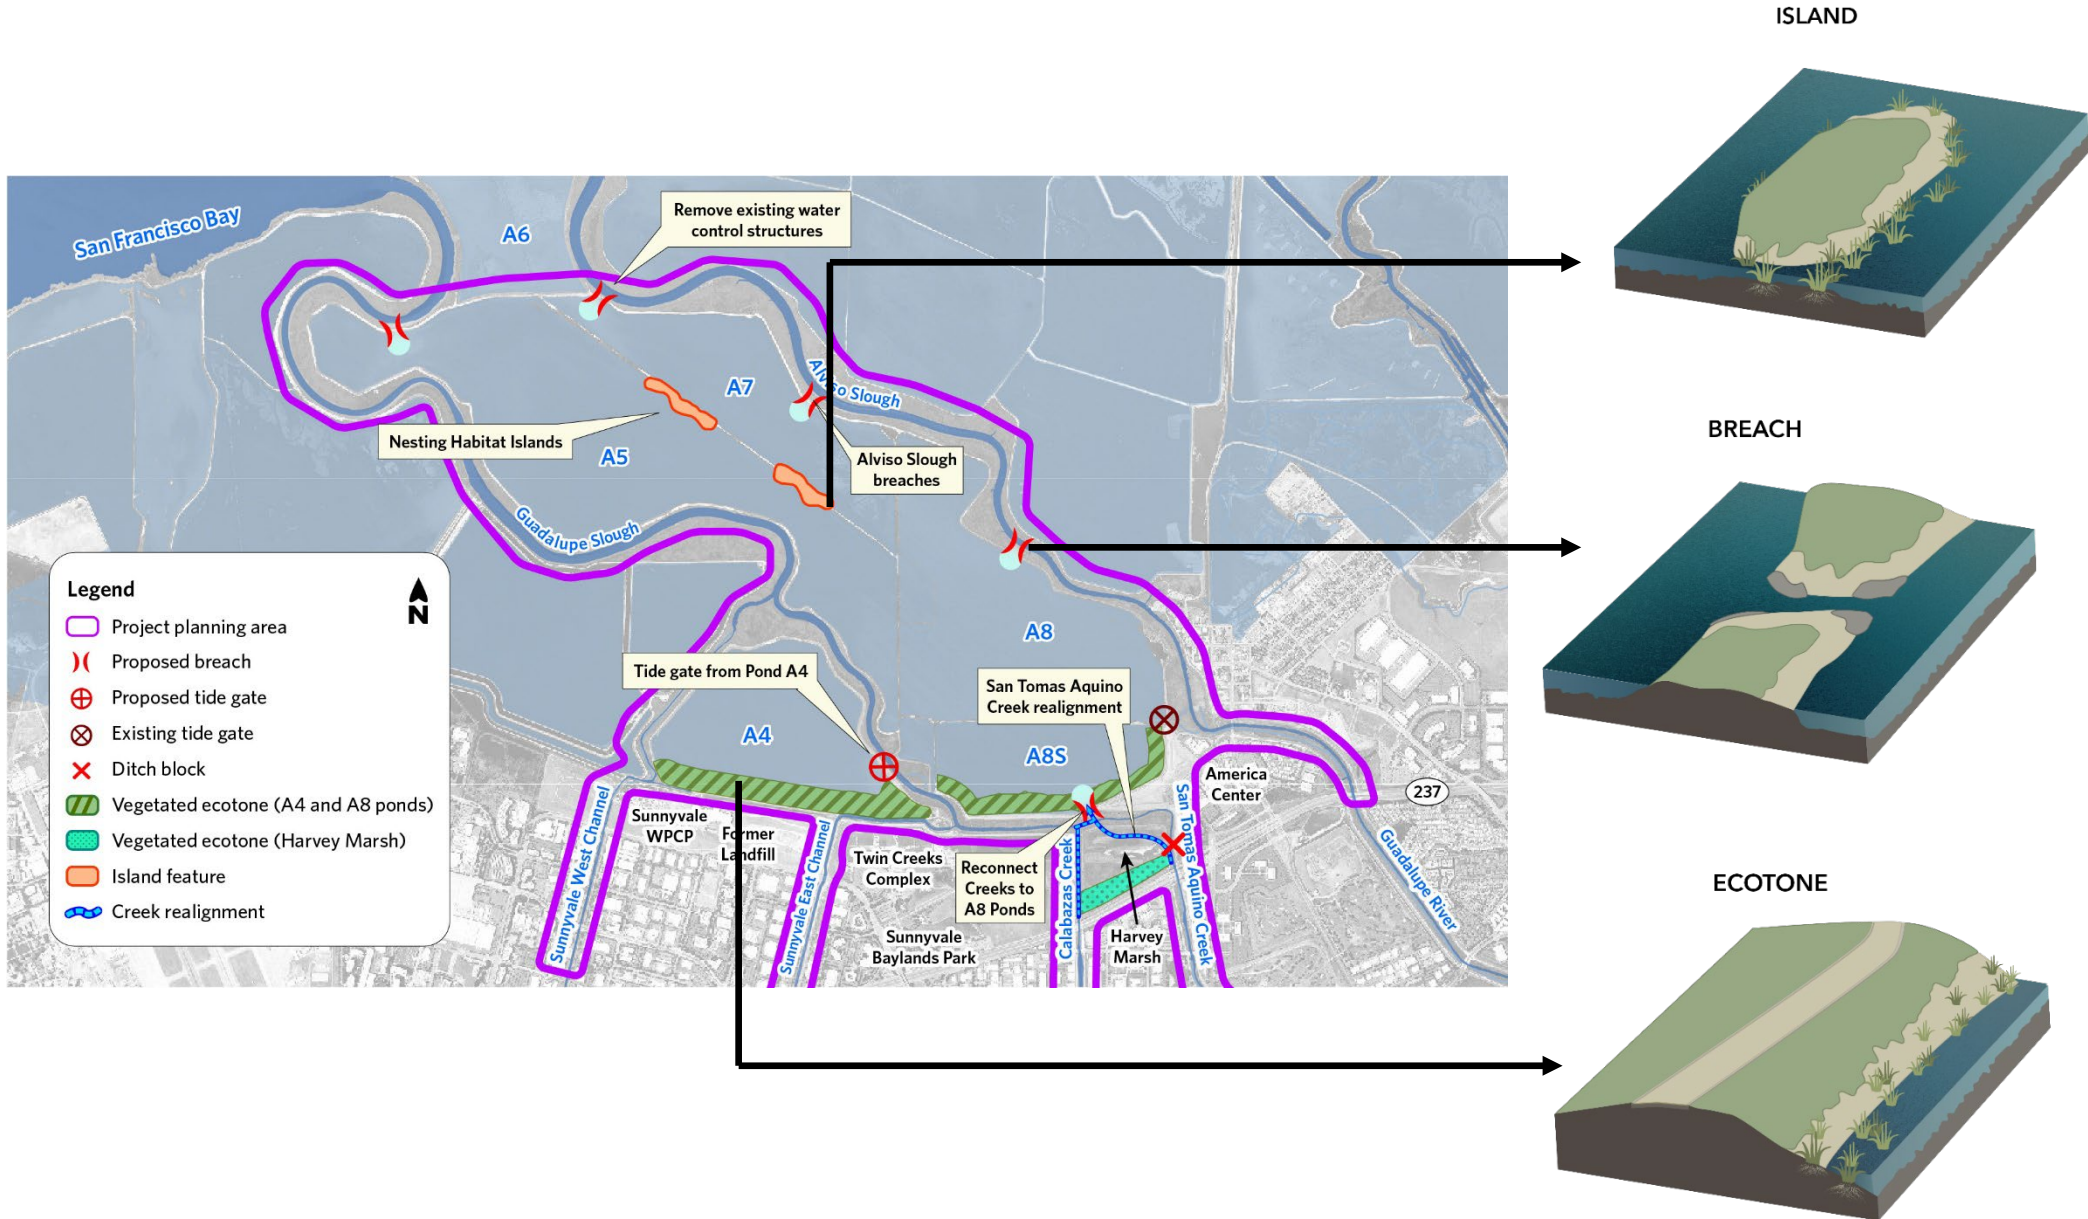 ISLAND
San Francisco Bay
A6
Remove existing water
control structures
A7
Alviso Slough
Nesting Habitat Islands
A5
Alviso Slough
breaches
Guadalupe Slough
BREACH
Legend
N
Project planning area
Proposed breach
Proposed tide gate
Existing tide gate
Ditch block
Vegetated ecotone (A4 and A8 ponds)
Vegetated ecotone (Harvey Marsh)
Island feature
Creek realignment
A8
Tide gate from Pond A4
San Tomas Aquino
Creek realignment
A4
A8S
America
Center
237
Sunnyvale
WPCP
Former
Landfill
Twin Creeks
Complex
Reconnect
Creeks to
A8 Ponds
Sunnyvale West Channel
Sunnyvale East Channel
Calabazas Creek
San Tomas Aquino Creek
Guadalupe River
Sunnyvale
Baylands Park
Harvey
Marsh
ECOTONE